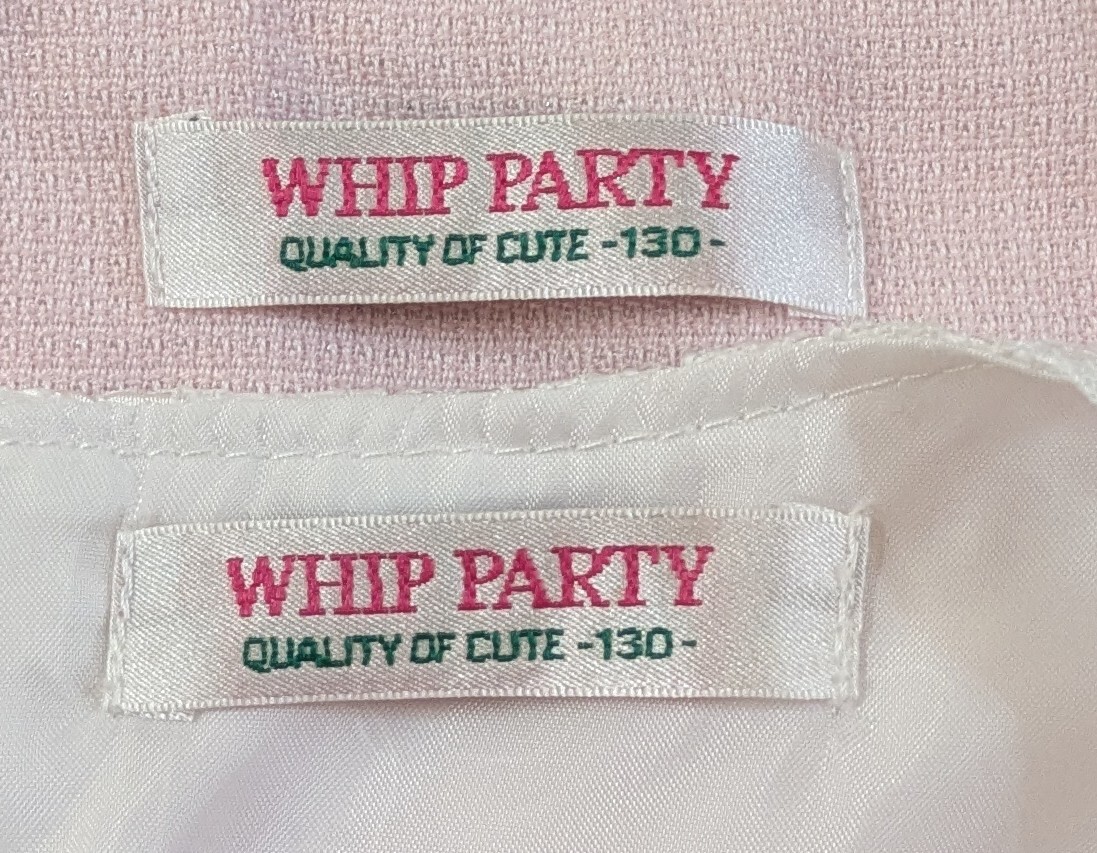 WHIP PARTY
QUALITY OF CUTE -130-
WHIP PARTY
QUALITY OF CUTE -130-